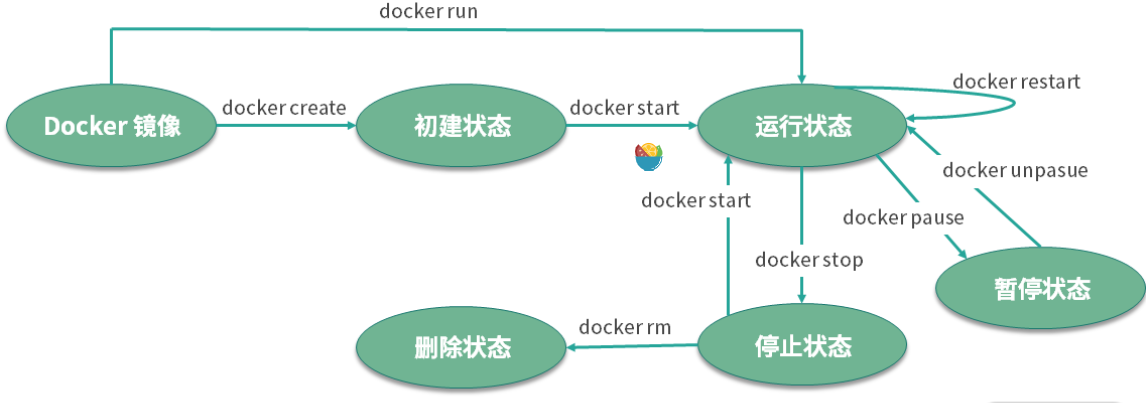 docker run
docker restart
Docker 镜像
docker create
初建状态
docker start
运行状态
docker unpasue
docker start
docker pause
docker stop
暂停状态
删除状态
docker rm
停止状态